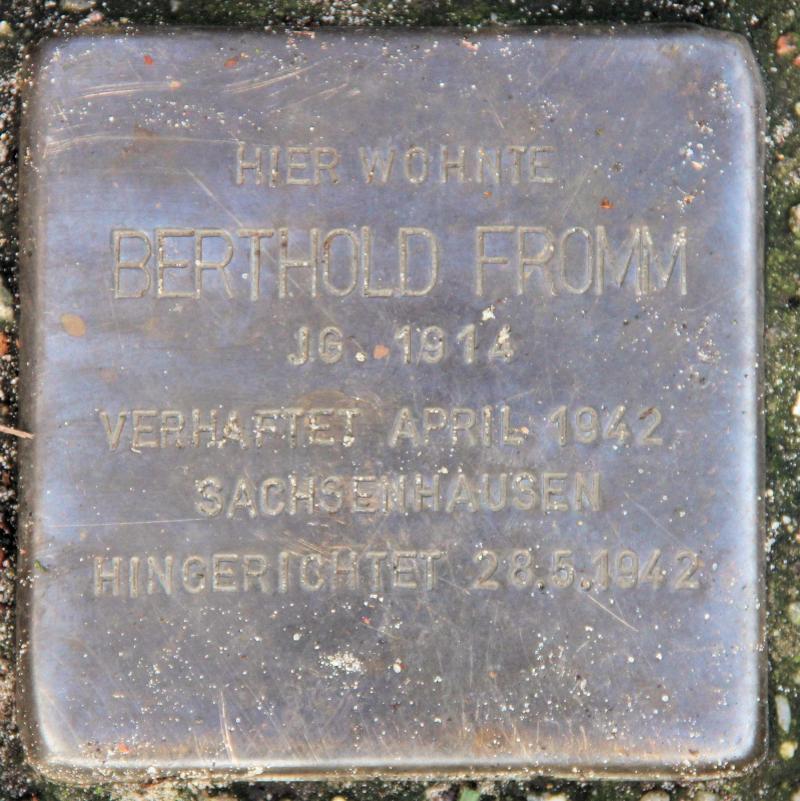 HIER WOHNTE
BERTHOLD FROMM
JG. 1914
VERHAFTET APRIL 1942
SACHSENHAUSEN
HINGERICHTET 28.5.1942